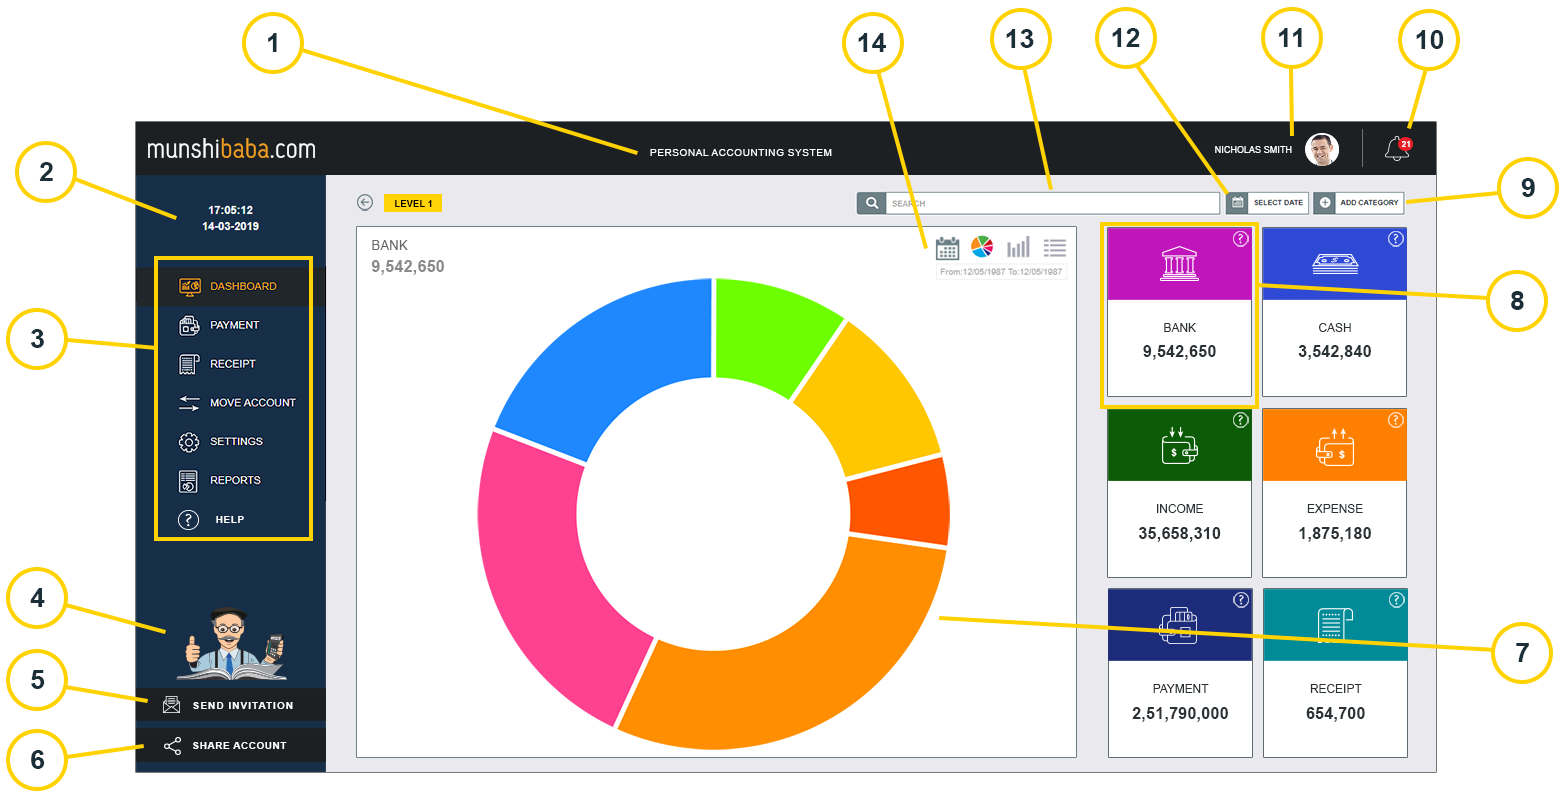 1
14
13
12
11
10
munshibaba.com
PERSONAL ACCOUNTING SYSTEM
NICHOLAS SMITH
21
2
9
17:05:12
14-03-2019
LEVEL 1
SEARCH
SELECT DATE
ADD CATEGORY
BANK
9,542,650
From:12/05/1987 To:12/05/1987
3
DASHBOARD
PAYMENT
RECEIPT
MOVE ACCOUNT
SETTINGS
REPORTS
? HELP
?
BANK
9,542,650
?
$
CASH
3,542,840
8
?
$
INCOME
35,658,310
?
$
EXPENSE
1,875,180
?
PAYMENT
2,51,790,000
?
RECEIPT
654,700
7
4
5
SEND INVITATION
6
SHARE ACCOUNT